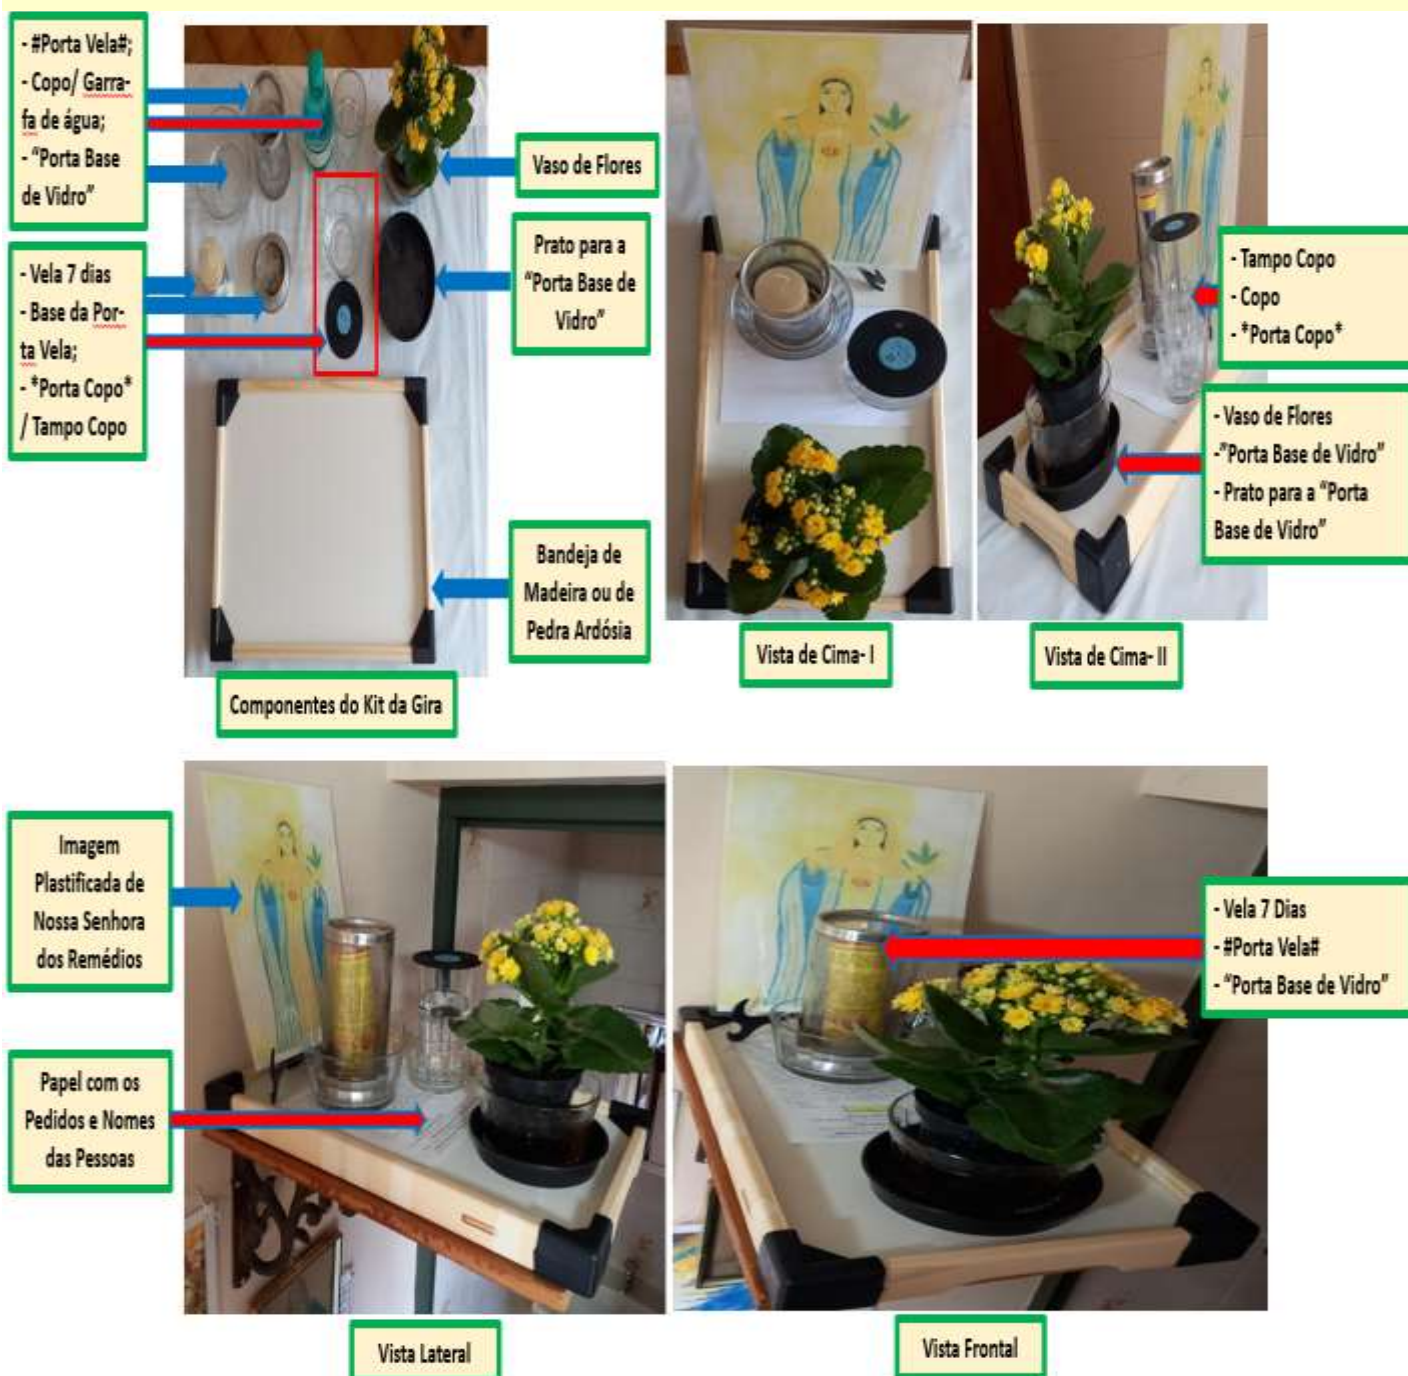 - #Porta Vela#;
- Copo/ Garra-
fa de água;
- “Porta Base
de Vidro”
- Vela 7 dias
- Base da Por-
ta Vela;
- *Porta Copo*
/ Tampo Copo
Vaso de Flores
Prato para a
“Porta Base de
Vidro”
Bandeja de
Madeira ou de
Pedra Ardósia
Componentes do Kit da Gira
Vista de Cima- I
Vista de Cima- II
- Tampo Copo
- Copo
- *Porta Copo*
- Vaso de Flores
-”Porta Base de Vidro”
- Prato para a “Porta
Base de Vidro”
Imagem
Plastificada de
Nossa Senhora
dos Remédios
Papel com os
Pedidos e Nomes
das Pessoas
- Vela 7 Dias
- #Porta Vela#
- “Porta Base de Vidro”
Vista Lateral
Vista Frontal